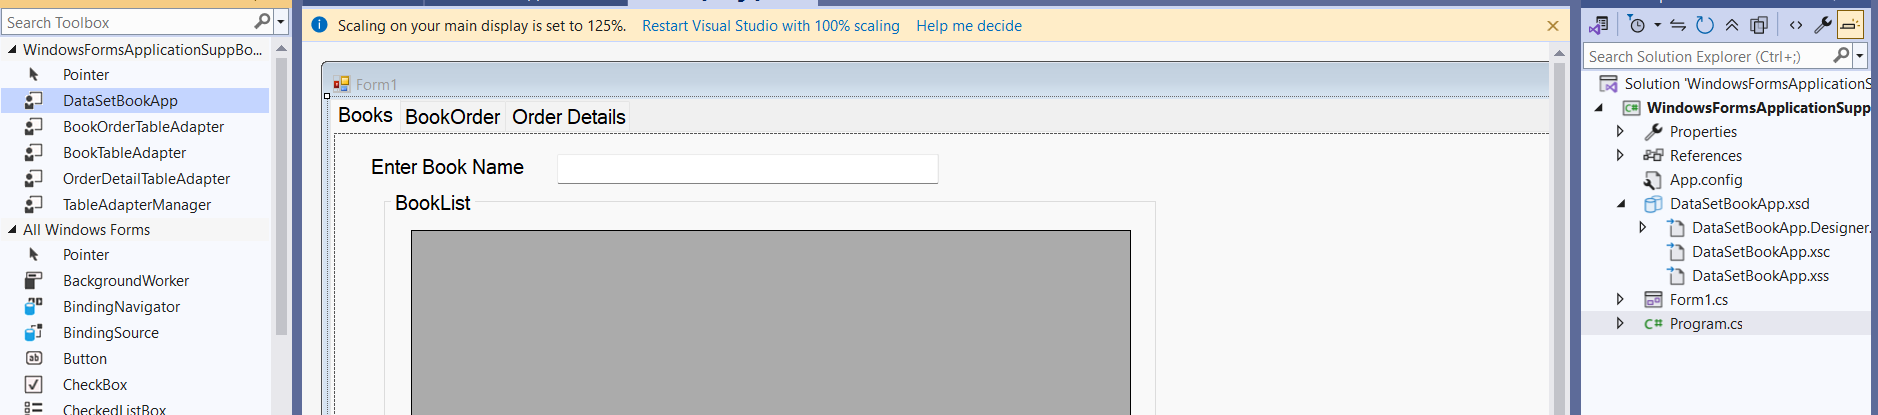 Search Toolbox
WindowsFormsApplicationSuppBo...
Pointer
DataSetBookApp
BookOrderTableAdapter
BookTableAdapter
OrderDetailTableAdapter
TableAdapterManager
All Windows Forms
Pointer
BackgroundWorker
BindingNavigator
BindingSource
Button
CheckBox
CheckedListBox
Scaling on your main display is set to 125%. Restart Visual Studio with 100% scaling Help me decide
Form1
Books BookOrder Order Details
Enter Book Name
BookList
Search Solution Explorer (Ctrl+;)
Solution 'WindowsFormsApplicationS
WindowsFormsApplicationSupp
Properties
References
App.config
DataSetBookApp.xsd
DataSetBookApp.Designer.
DataSetBookApp.xsc
DataSetBookApp.xss
Form1.cs
C# Program.cs